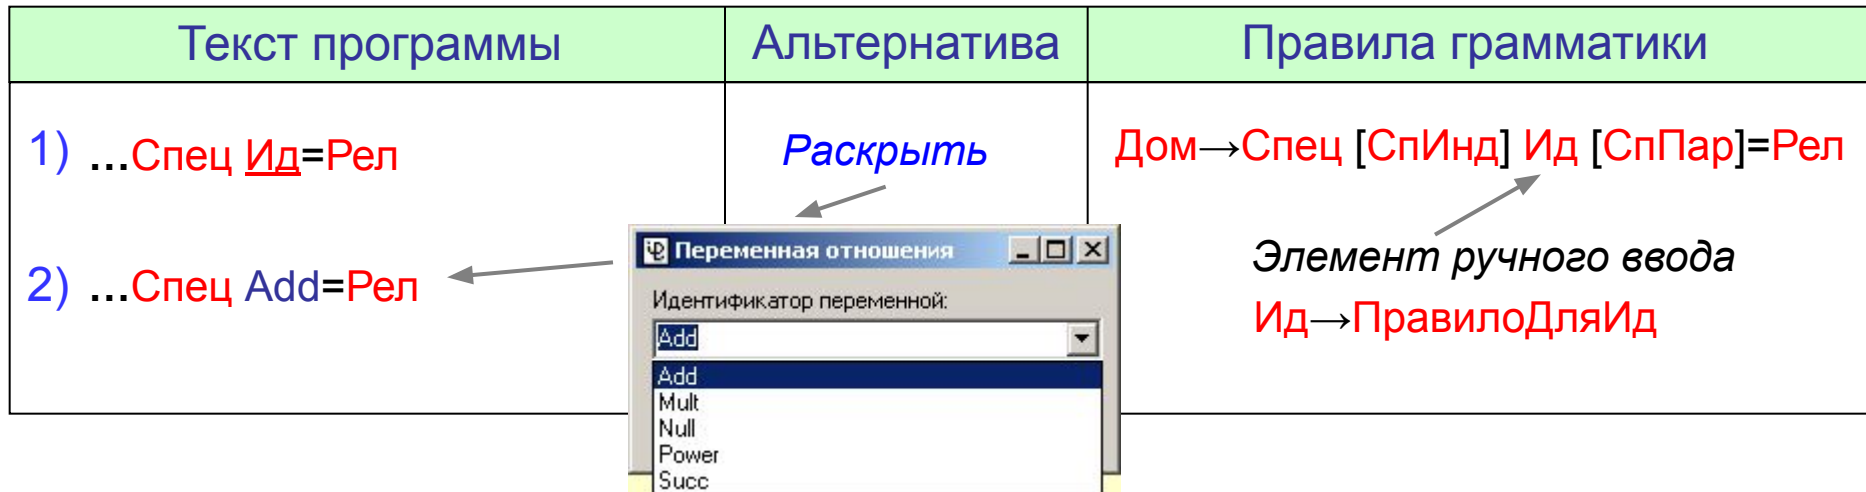 Текст программы Альтернатива Правила грамматики
1) ...Спец Ид=Рел Раскрыть Дом→Спец [СпИнд] Ид [СпПар]=Рел
Переменная отношения
Элемент ручного ввода
2) ...Спец Add=Рел
Идентификатор переменной:
Ид→ПравилоДляИд
Add
Add
Mult
Null
Power
Succ